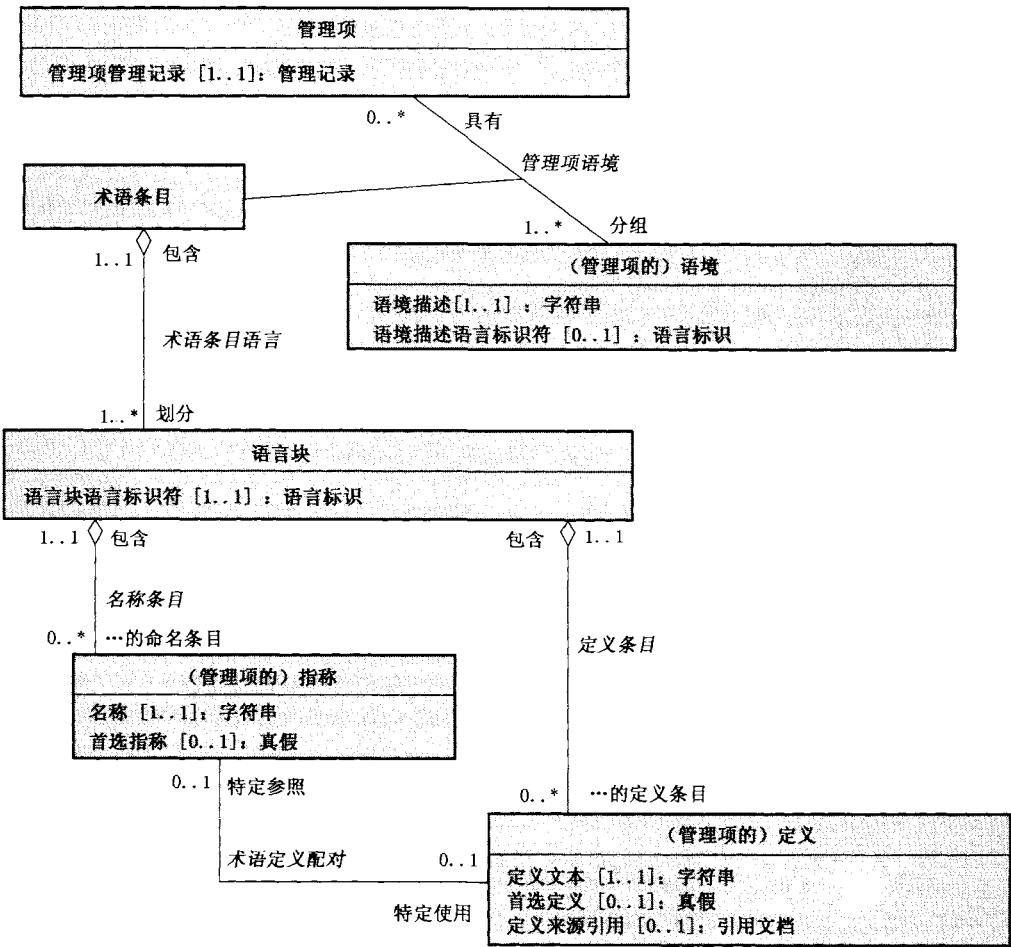 管理项
管理项管理记录 [1..1]: 管理记录
0..* 具有
管理项语境
术语条目
1..* 分组
1..1 包含
(管理项的) 语境
语境描述[1..1] : 字符串
语境描述语言标识符 [0..1] : 语言标识
术语条目语言
1..* 划分
语言块
语言块语言标识符 [1..1] : 语言标识
1..1 包含
包含 1..1
名称条目
定义条目
0..* …的命名条目
(管理项的) 指称
名称 [1..1]: 字符串
首选指称 [0..1]: 真假
0..1 特定参照
0..* …的定义条目
(管理项的) 定义
术语定义配对 0..1
定义文本 [1..1]: 字符串
首选定义 [0..1]: 真假
定义来源引用 [0..1]: 引用文档
特定使用